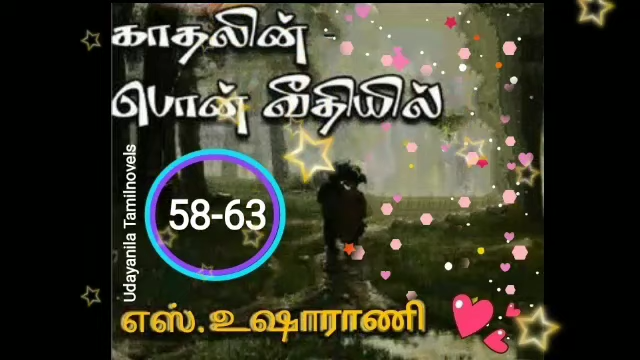 காதலின் -
பொன் வீதியில்
Udayanila Tamilnovels
58-63
எஸ்.உஷாராணி